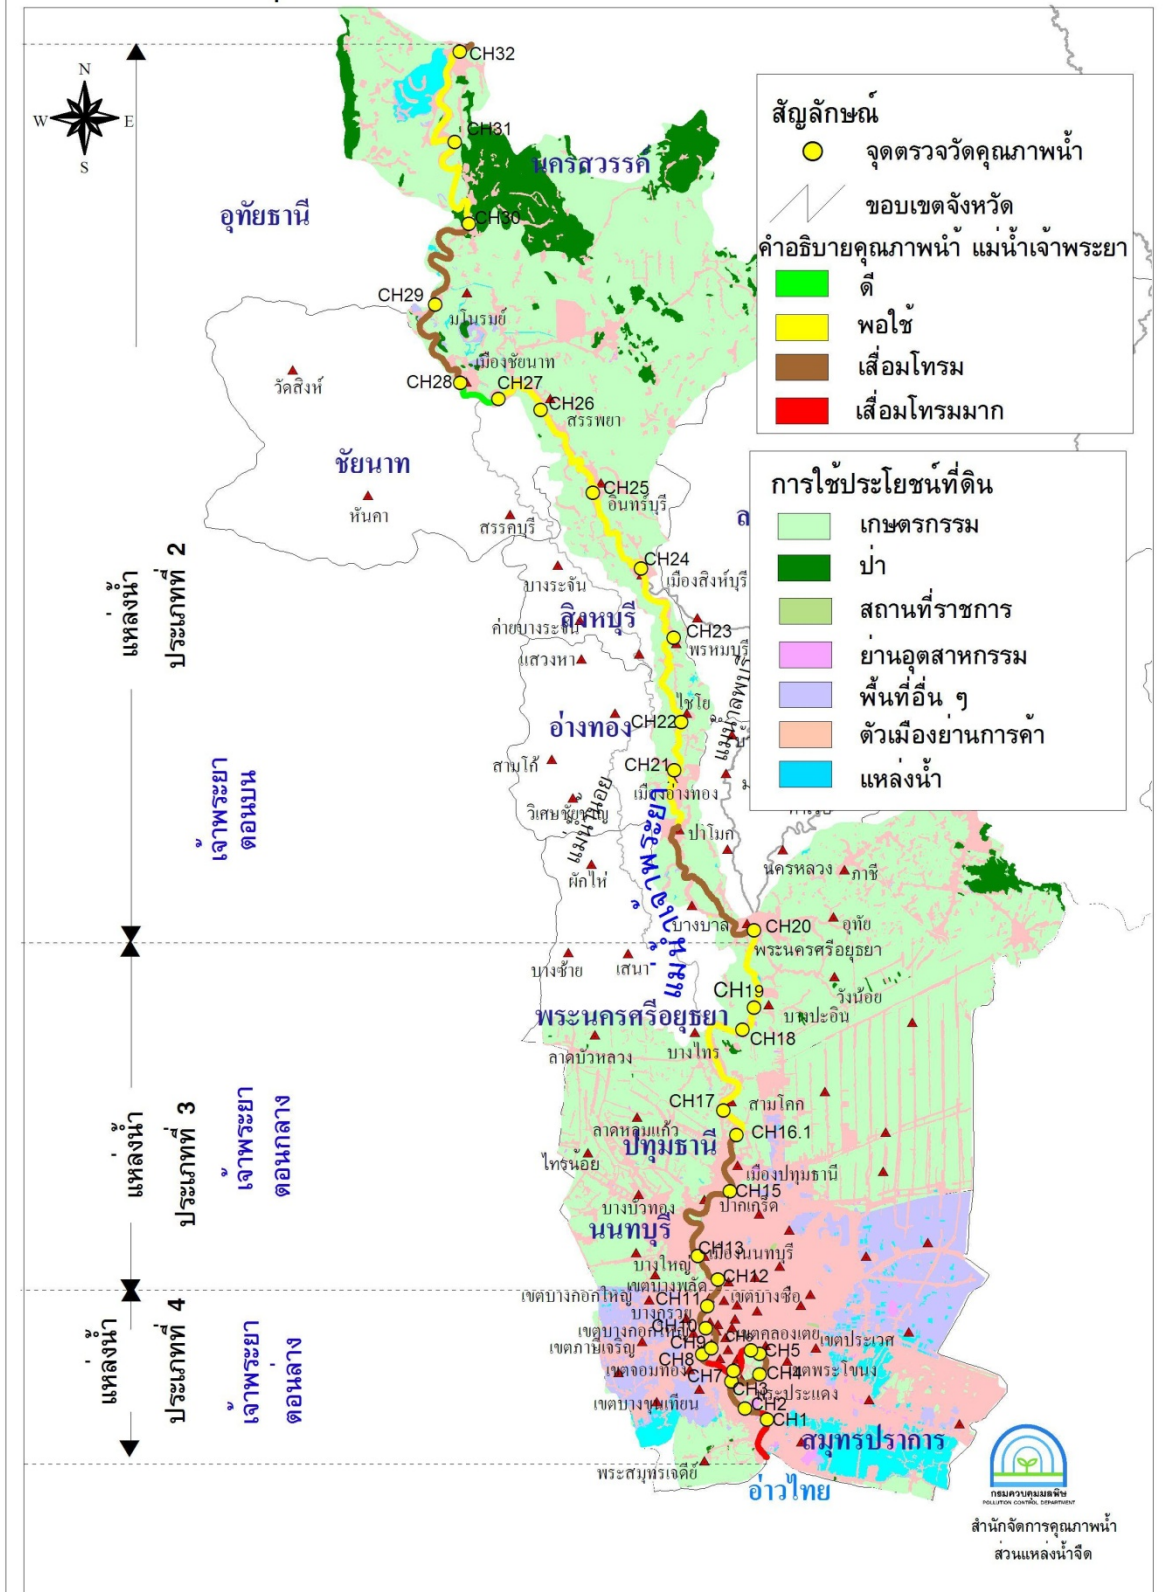 N
W E
S
CH32
CH31
นครสวรรค์
อุทัยธานี
CH30
CH29
มโนรมย์
เมืองชัยนาท
CH28
CH27
CH26
วัดสิงห์
สรรพยา
ชัยนาท
CH25
อินทร์บุรี
หันคา
สรรคบุรี
CH24
เมืองสิงห์บุรี
บางระจัน
สิงหบุรี
ค่ายบางระจัน
CH23
พรหมบุรี
แสวงหา
ไชโย
อ่างทอง
CH22
แม่น้ำลพบุรี
สามโก้
CH21
เมืองอ่างทอง
วิเศษชัยชาญ
แม่น้ำน้อย
แม่น้ำเจ้าพระยา
ป่าโมก
ผักไห่
นครหลวง
ภาชี
บางบาล
CH20
อุทัย
พระนครศรีอยุธยา
บางซ้าย
เสนา
วังน้อย
CH19
บางปะอิน
พระนครศรีอยุธยา
CH18
บางไทร
ลาดบัวหลวง
CH17
สามโคก
ลาดหลุมแก้ว
CH16.1
ปทุมธานี
ไทรน้อย
เมืองปทุมธานี
CH15
บางบัวทอง
ปากเกร็ด
นนทบุรี
CH13
เมืองนนทบุรี
บางใหญ่
CH12
เขตบางพลัด
เขตบางกอกใหญ่
CH11
เขตบางซื่อ
บางกรวย
CH10
เขตบางกอกใหญ่
เขตคลองเตย
เขตประเวศ
เขตภาษีเจริญ
CH9
CH6
CH5
CH8
เขตจอมทอง
CH7
CH4
เขตพระโขนง
CH3
พระประแดง
เขตบางขุนเทียน
CH2
CH1
สมุทรปราการ
พระสมุทรเจดีย์
อ่าวไทย
แหล่งน้ำ
ประเภทที่ 2
เจ้าพระยา
ตอนบน
แหล่งน้ำ
ประเภทที่ 3
เจ้าพระยา
ตอนกลาง
แหล่งน้ำ
ประเภทที่ 4
เจ้าพระยา
ตอนล่าง
สัญลักษณ์
จุดตรวจวัดคุณภาพน้ำ
ขอบเขตจังหวัด
คำอธิบายคุณภาพน้ำ แม่น้ำเจ้าพระยา
ดี
พอใช้
เสื่อมโทรม
เสื่อมโทรมมาก
การใช้ประโยชน์ที่ดิน
เกษตรกรรม
ป่า
สถานที่ราชการ
ย่านอุตสาหกรรม
พื้นที่อื่น ๆ
ตัวเมืองย่านการค้า
แหล่งน้ำ
กรมควบคุมมลพิษ
POLLUTION CONTROL DEPARTMENT
สำนักจัดการคุณภาพน้ำ
ส่วนแหล่งน้ำจืด